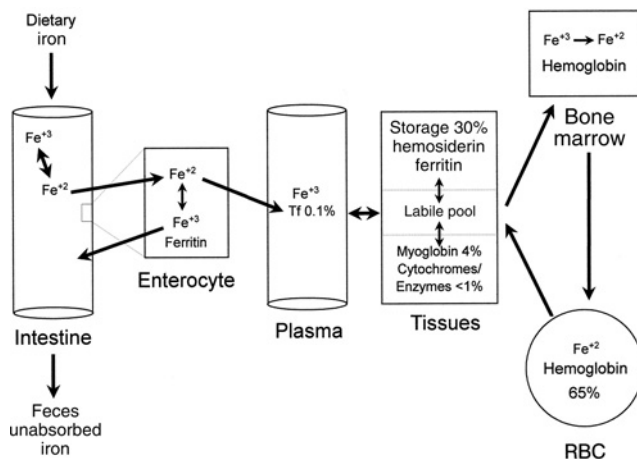 Dietary
iron
Fe+3
Fe+2
Intestine
Feces
unabsorbed
iron
Fe+2
Fe+3
Ferritin
Enterocyte
Fe+3
Tf 0.1%
Plasma
Storage 30%
hemosiderin
ferritin
Labile pool
Myoglobin 4%
Cytochromes/
Enzymes <1%
Tissues
Fe+3 → Fe+2
Hemoglobin
Bone
marrow
Fe+2
Hemoglobin
65%
RBC